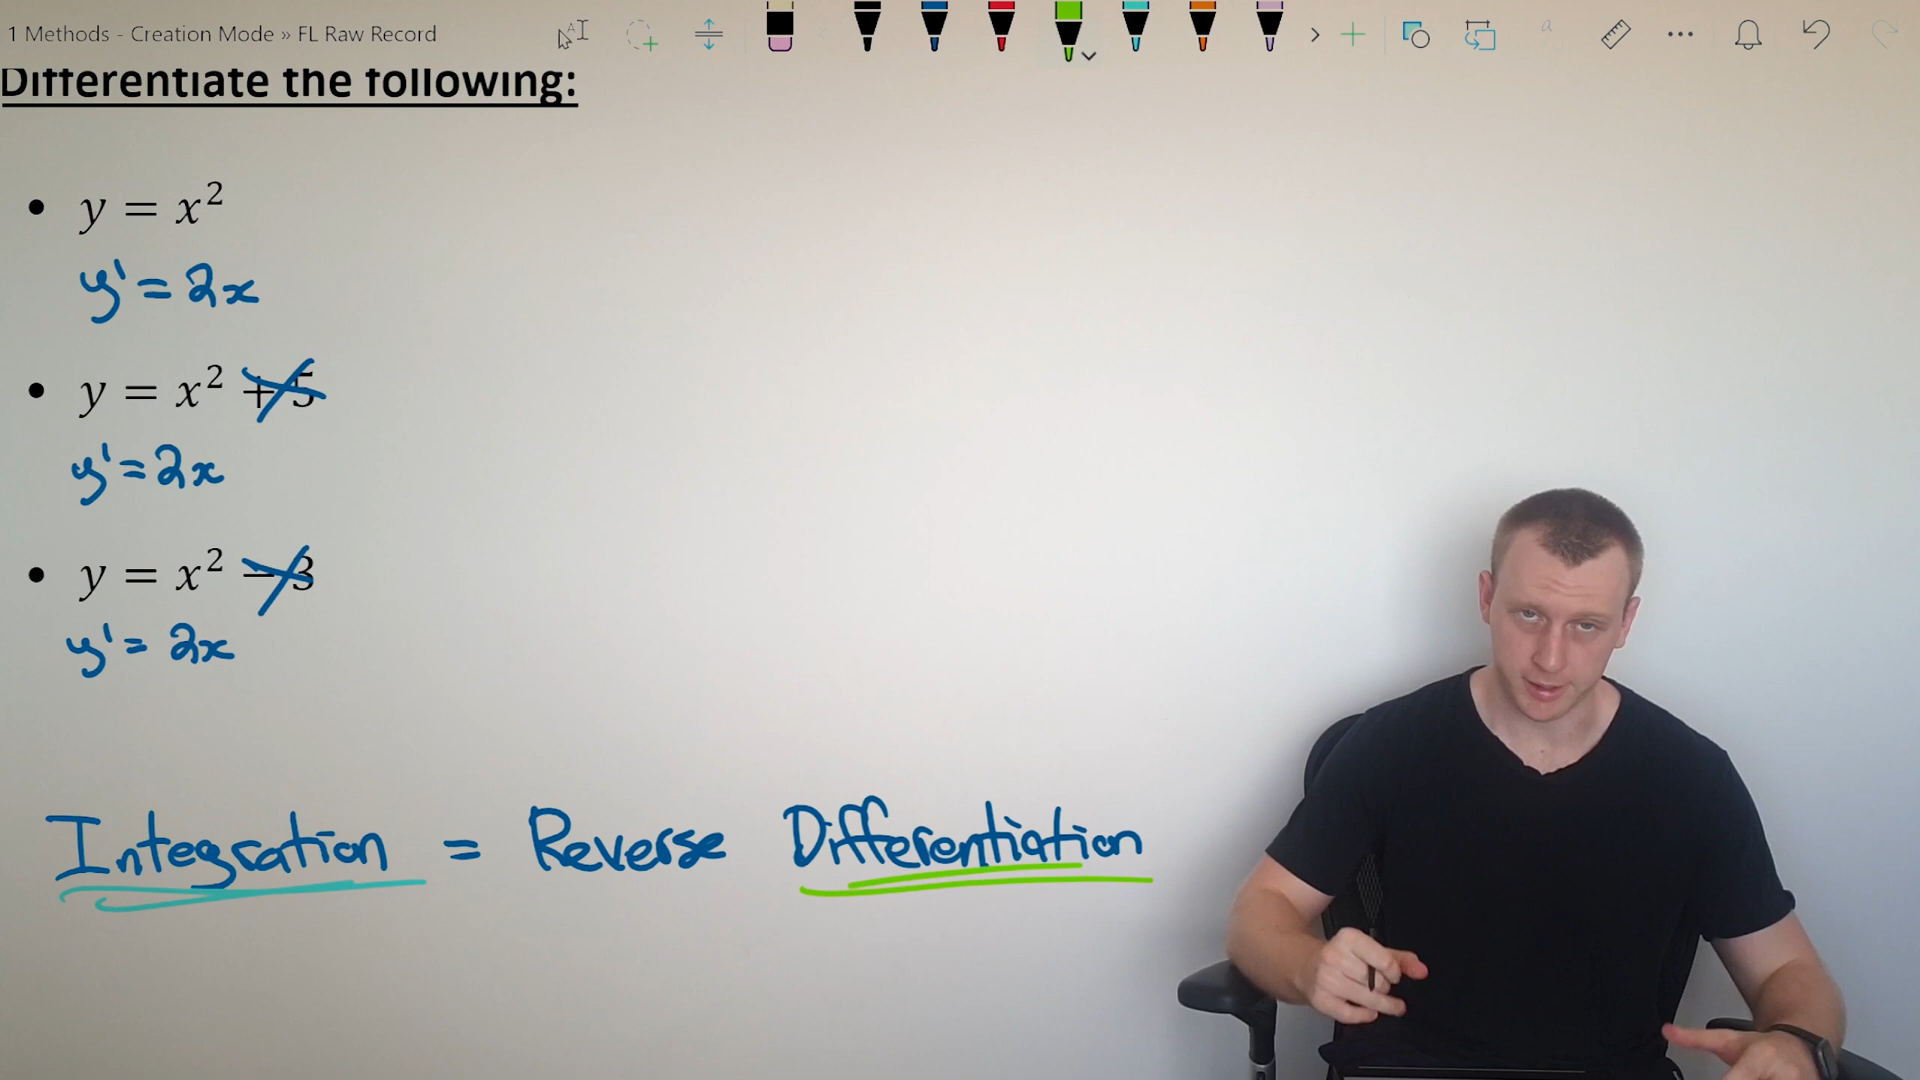 1 Methods - Creation Mode » FL Raw Record
Differentiate the following:
• y = x²
y' = 2x
• y = x² + 5
y' = 2x
• y = x² − 3
y' = 2x
Integration = Reverse Differentiation